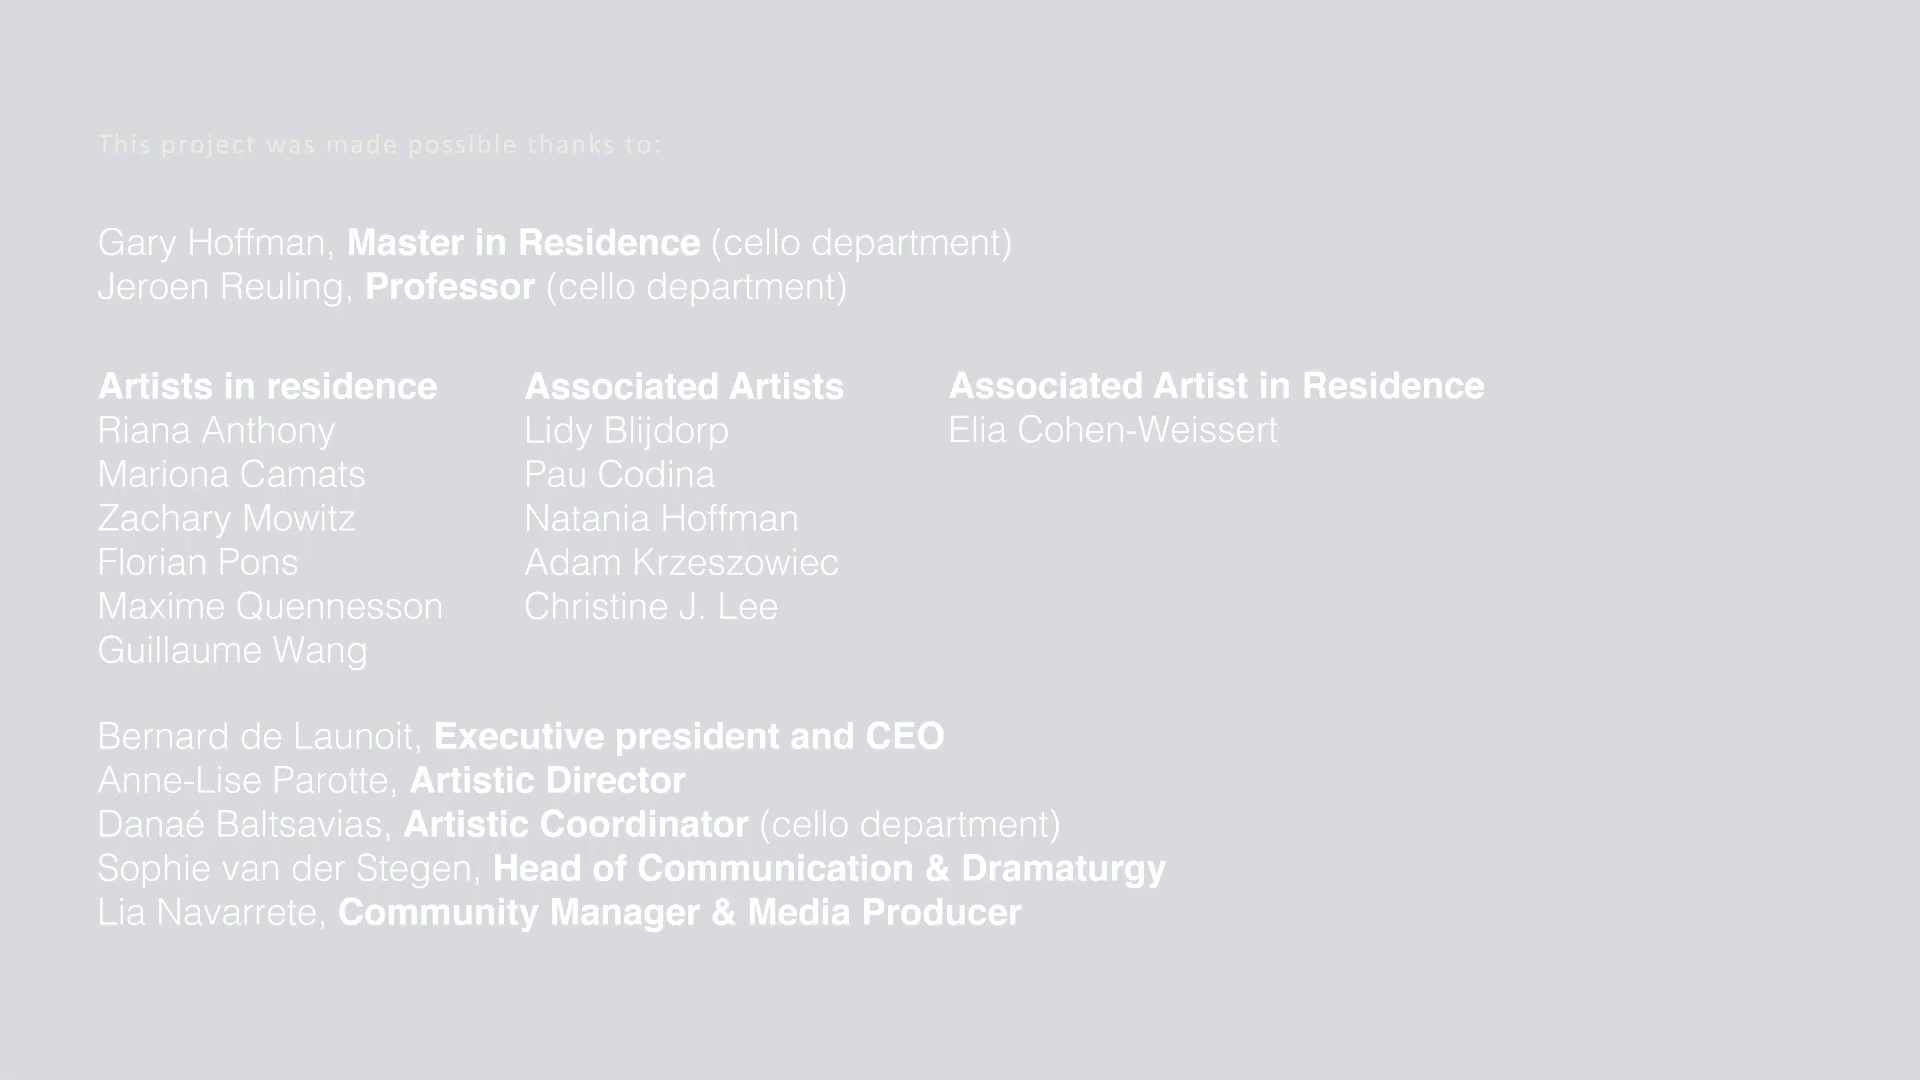 This project was made possible thanks to:
Gary Hoffman, Master in Residence (cello department)
Jeroen Reuling, Professor (cello department)
Artists in residence
Riana Anthony
Mariona Camats
Zachary Mowitz
Florian Pons
Maxime Quennesson
Guillaume Wang
Associated Artists
Lidy Blijdorp
Pau Codina
Natania Hoffman
Adam Krzeszowiec
Christine J. Lee
Associated Artist in Residence
Elia Cohen-Weissert
Bernard de Launoit, Executive president and CEO
Anne-Lise Parotte, Artistic Director
Danaé Baltsavias, Artistic Coordinator (cello department)
Sophie van der Stegen, Head of Communication & Dramaturgy
Lia Navarrete, Community Manager & Media Producer